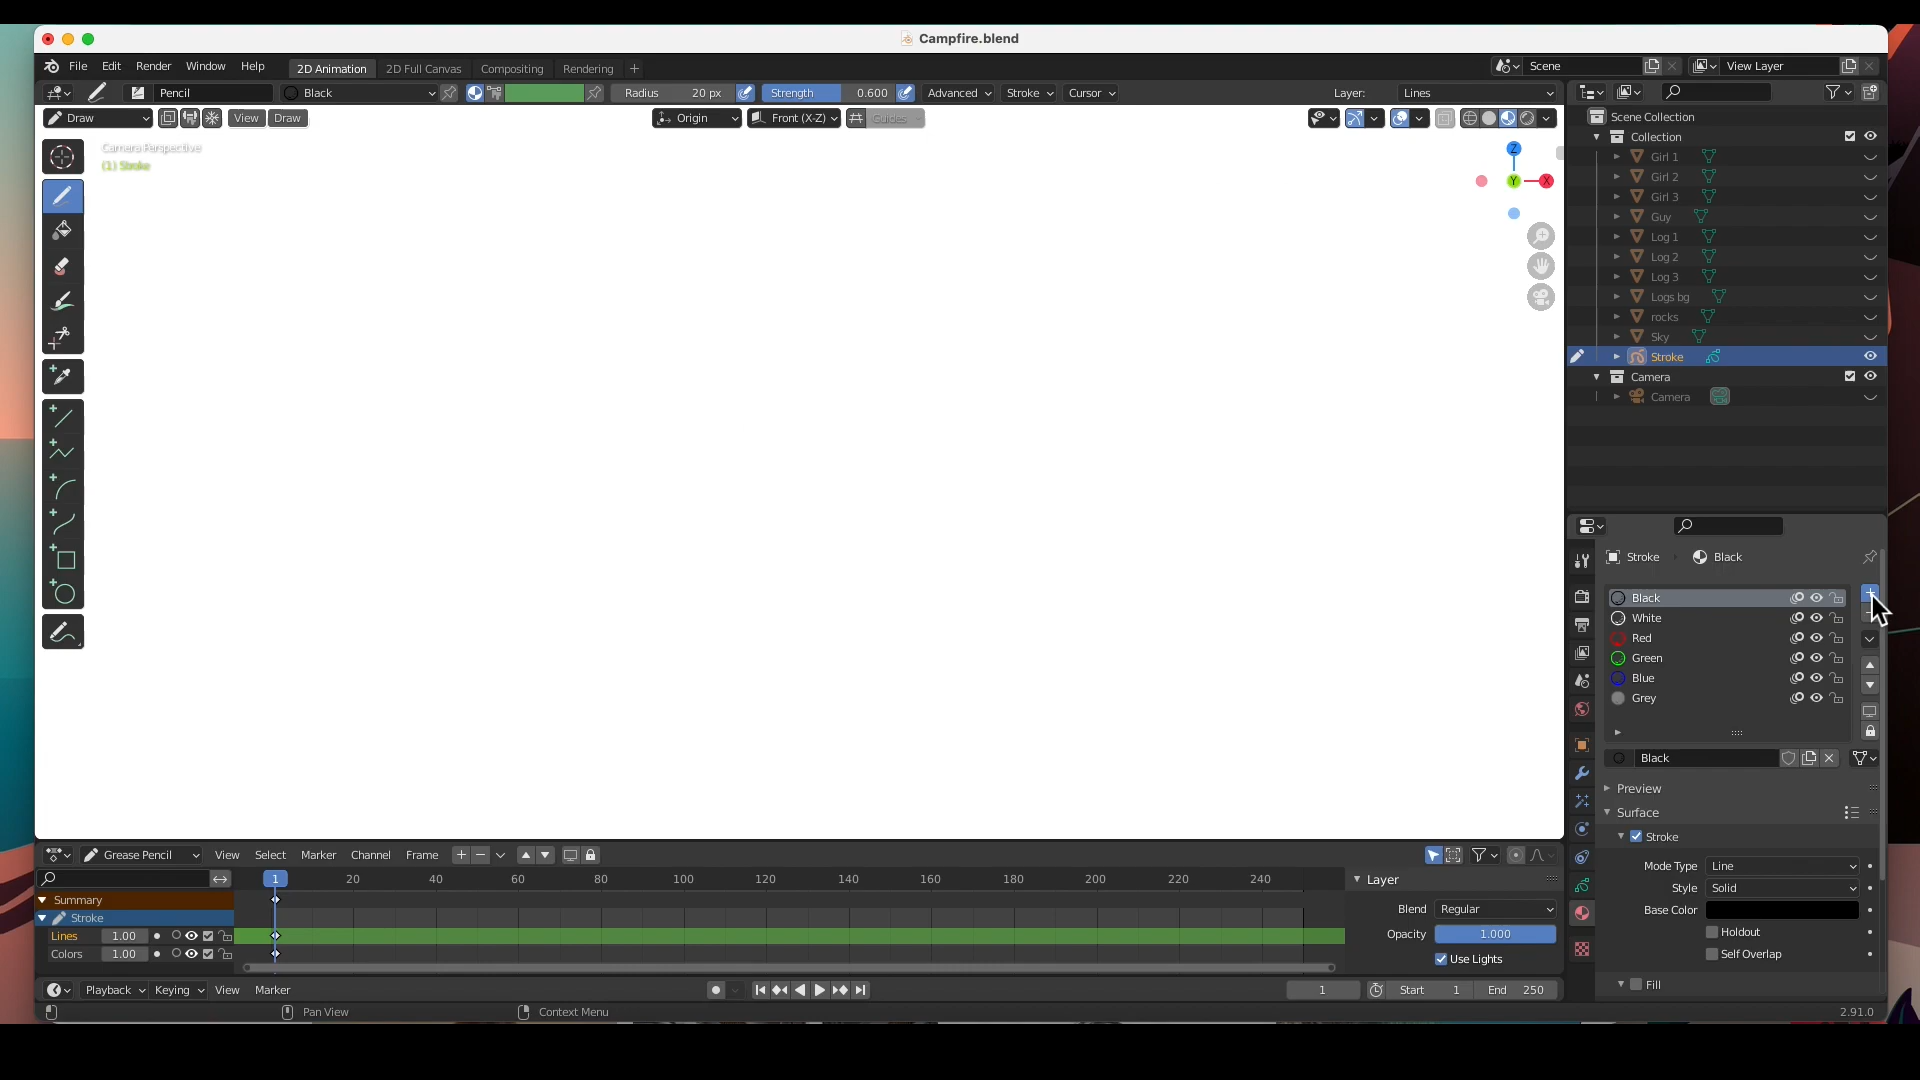 Campfire.blend
File Edit Render Window Help 2D Animation 2D Full Canvas Compositing Rendering + Scene View Layer
Pencil Black Radius 20 px Strength 0.600 Advanced Stroke Cursor Layer: Lines
Draw View Draw Origin Front (X-Z) Guides
Camera Perspective
(1) Stroke
Z
Y X
Scene Collection
Collection
Girl 1
Girl 2
Girl 3
Guy
Log 1
Log 2
Log 3
Logs bg
rocks
Sky
Stroke
Camera
Camera
Stroke Black
Black
White
Red
Green
Blue
Grey
Black
Preview
Surface
Stroke
Mode Type Line
Style Solid
Base Color
Holdout
Self Overlap
Fill
Grease Pencil View Select Marker Channel Frame
1 20 40 60 80 100 120 140 160 180 200 220 240
Summary
Stroke
Lines 1.00
Colors 1.00
Layer
Blend Regular
Opacity 1.000
Use Lights
Playback Keying View Marker 1 Start 1 End 250
Pan View Context Menu 2.91.0